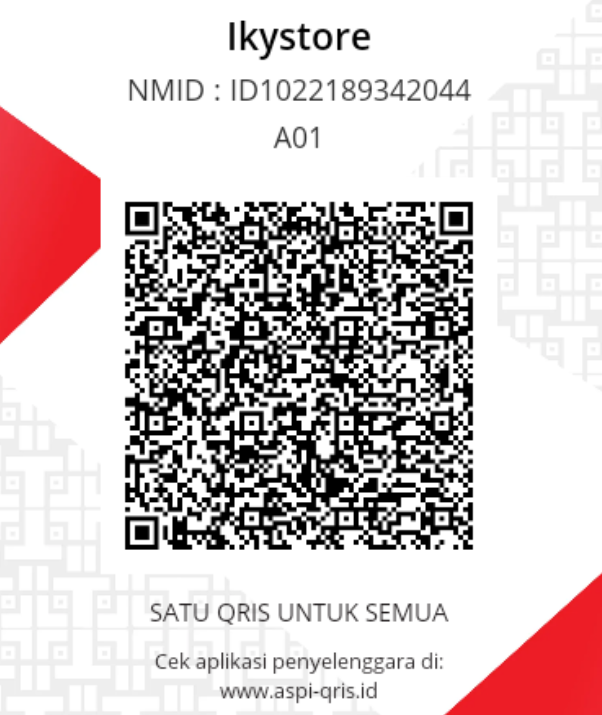 Ikystore
NMID : ID1022189342044
A01
SATU QRIS UNTUK SEMUA
Cek aplikasi penyelenggara di:
www.aspi-qris.id